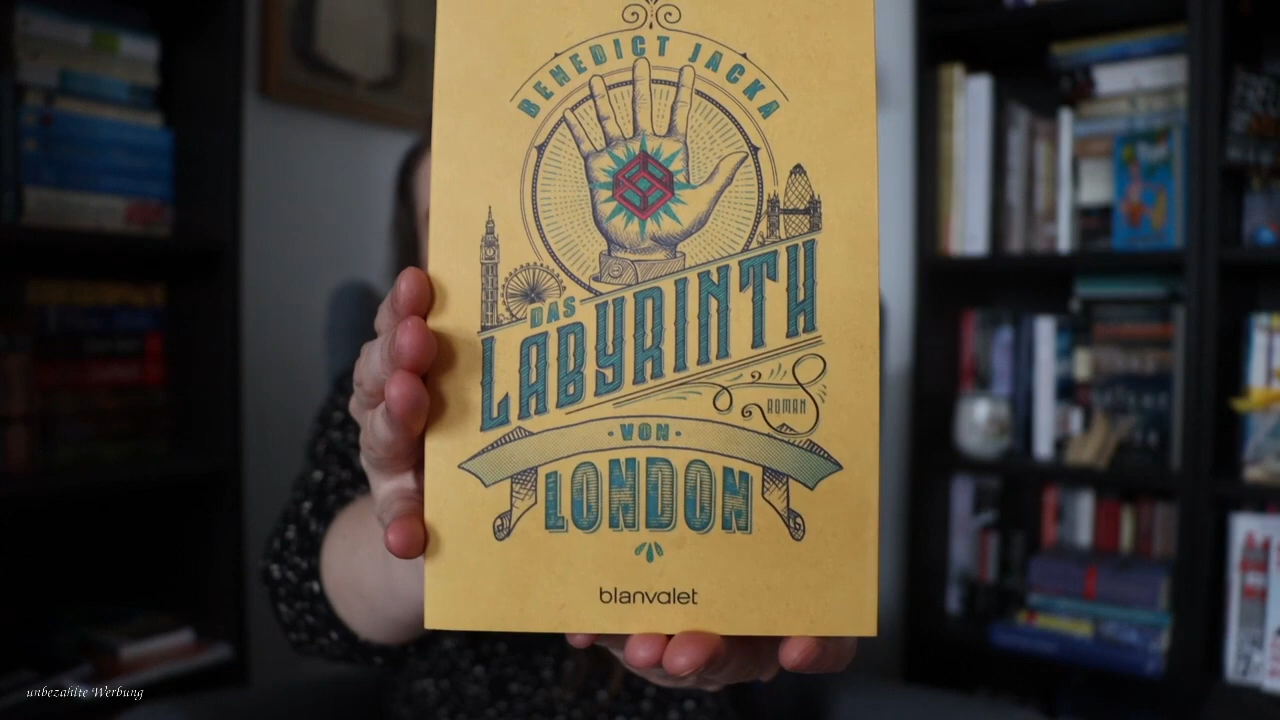 BENEDICT JACKA
DAS
LABYRINTH
ROMAN
· VON ·
LONDON
blanvalet
unbezahlte Werbung